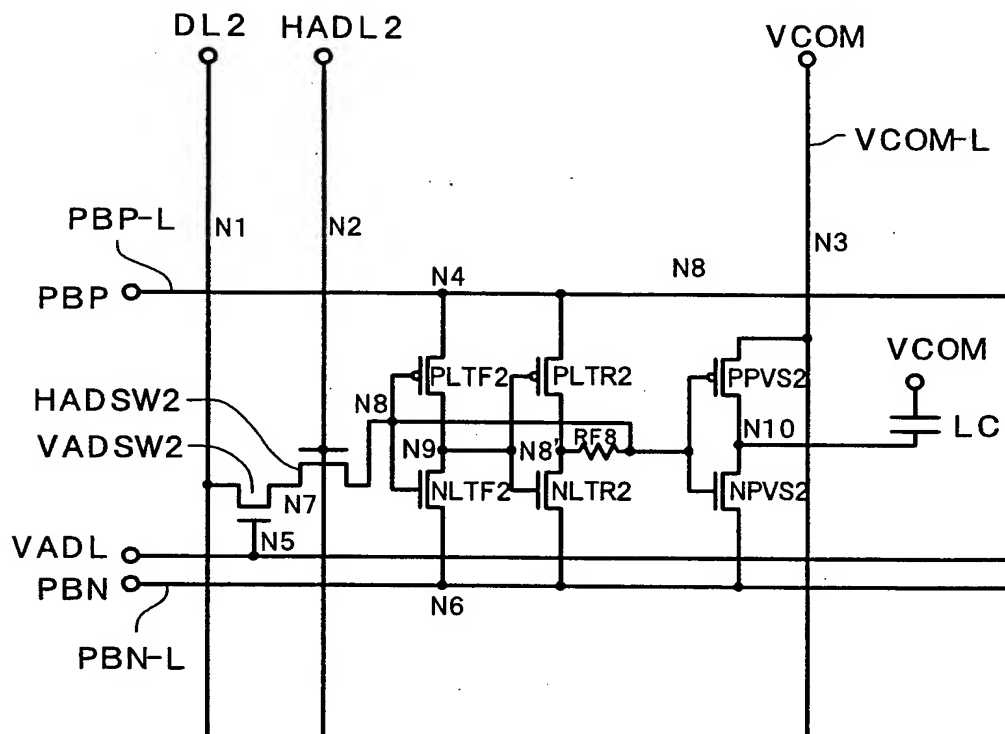 DL2 HADL2 VCOM
VCOM-L
PBP-L N1 N2 N3
N4 N8
PBP
PLTF2 PLTR2 PPVS2 VCOM
HADSW2 N8
VADSW2 N9 N8' RF8 N10 LC
N7 NLTF2 NLTR2 NPVS2
VADL N5
PBN
N6
PBN-L